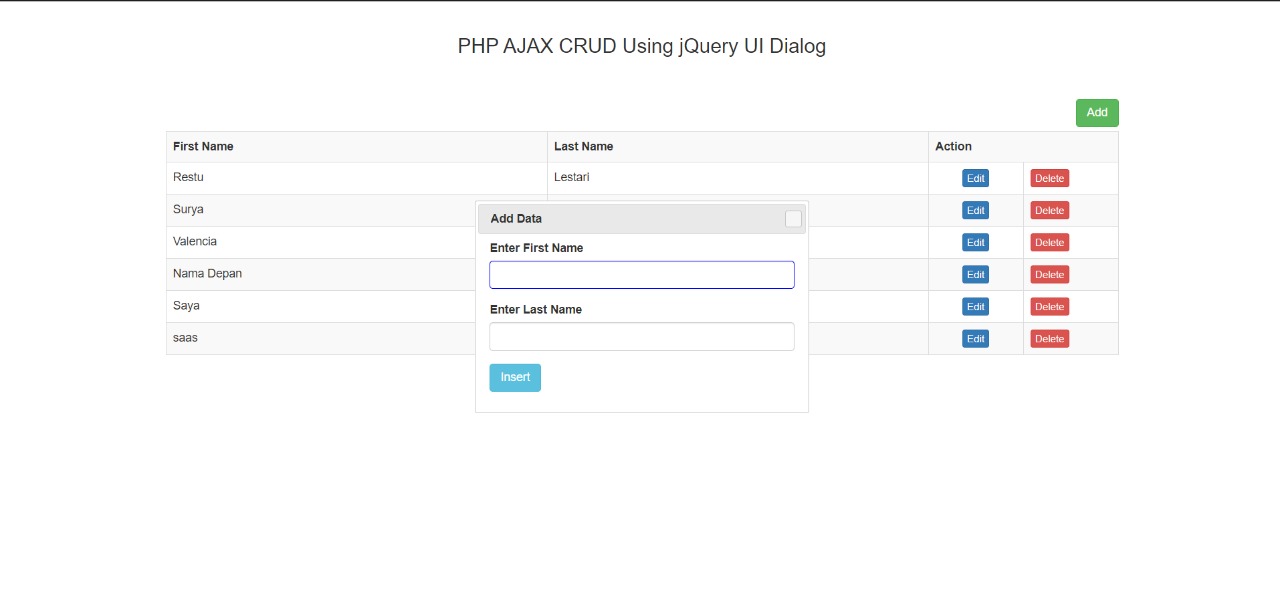 PHP AJAX CRUD Using jQuery UI Dialog
Add
First Name Last Name Action
Restu Lestari Edit Delete
Surya Edit Delete
Valencia Edit Delete
Nama Depan Edit Delete
Saya Edit Delete
saas Edit Delete
Add Data
Enter First Name
Enter Last Name
Insert